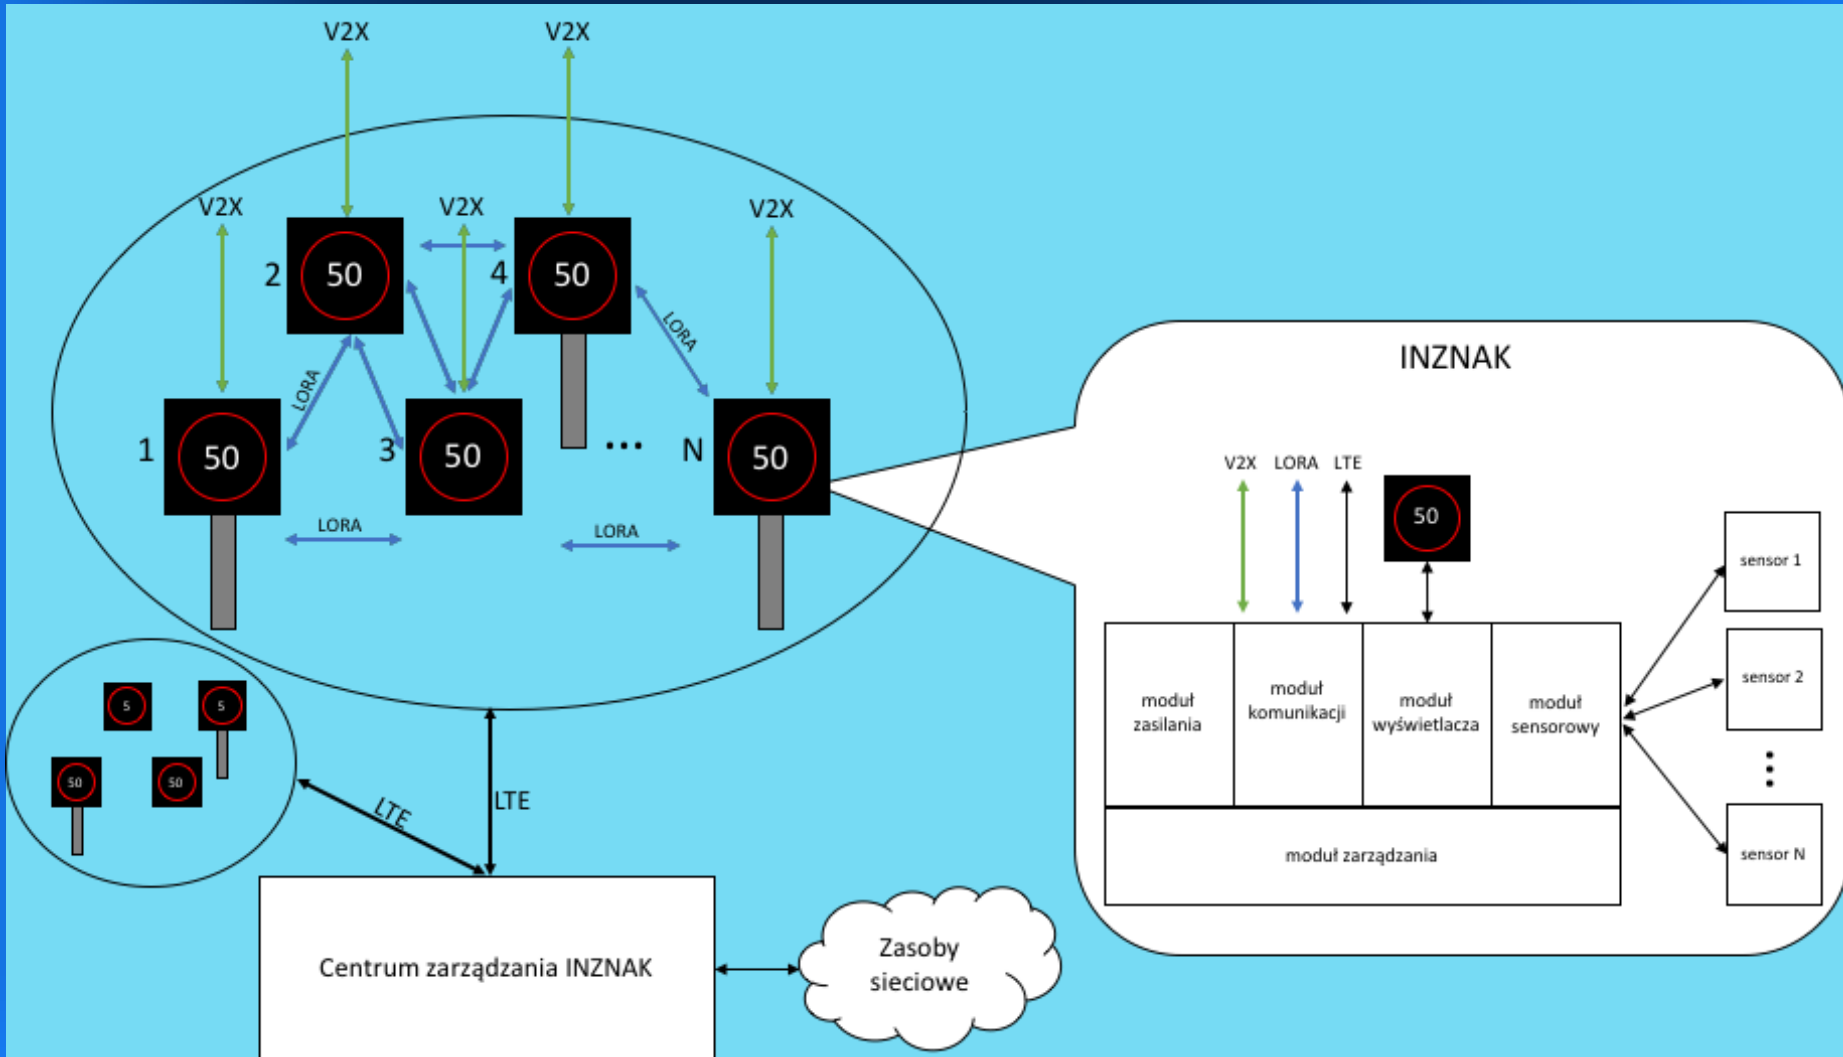 V2X
V2X
V2X
V2X
V2X
2
50
4
50
LORA
LORA
1
50
3
50
...
N
50
LORA
LORA
5
5
50
50
LTE
LTE
Centrum zarządzania INZNAK
Zasoby
sieciowe
INZNAK
V2X
LORA
LTE
50
moduł
zasilania
moduł
komunikacji
moduł
wyświetlacza
moduł
sensorowy
moduł zarządzania
sensor 1
sensor 2
sensor N